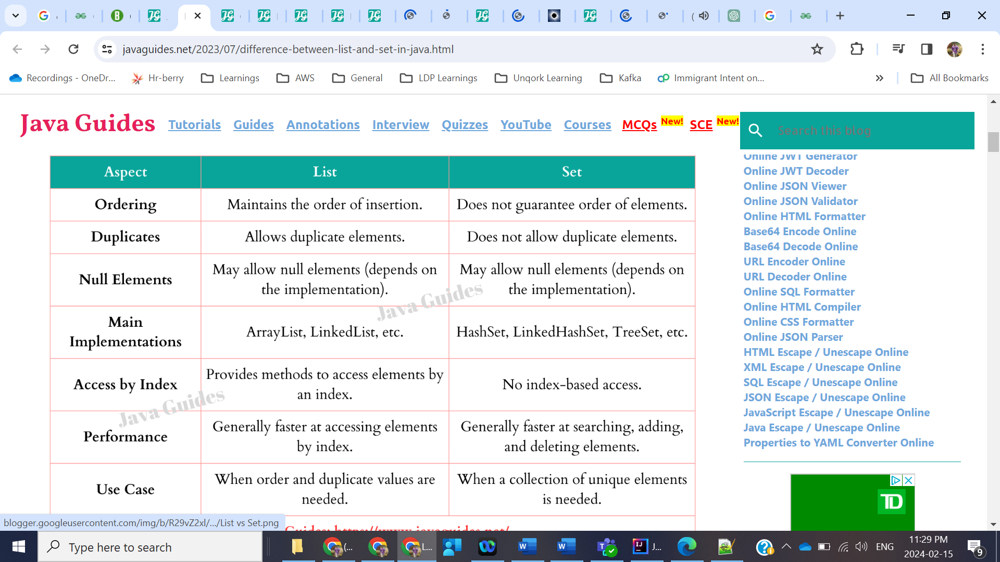 javaguides.net/2023/07/difference-between-list-and-set-in-java.html
Recordings - OneDr...
Hr-berry
Learnings
AWS
General
LDP Learnings
Unqork Learning
Kafka
Immigrant Intent on...
»
All Bookmarks
Java Guides
Tutorials
Guides
Annotations
Interview
Quizzes
YouTube
Courses
MCQs
New!
SCE
New!
Search this blog
Aspect
List
Set
Ordering
Maintains the order of insertion.
Does not guarantee order of elements.
Duplicates
Allows duplicate elements.
Does not allow duplicate elements.
Null Elements
May allow null elements (depends on
the implementation).
May allow null elements (depends on
the implementation).
Java Guides
Main
Implementations
ArrayList, LinkedList, etc.
HashSet, LinkedHashSet, TreeSet, etc.
Access by Index
Provides methods to access elements by
an index.
No index-based access.
Java Guides
Performance
Generally faster at accessing elements
by index.
Generally faster at searching, adding,
and deleting elements.
Use Case
When order and duplicate values are
needed.
When a collection of unique elements
is needed.
Guides: https://www.javaguides.net/
Online JWT Generator
Online JWT Decoder
Online JSON Viewer
Online JSON Validator
Online HTML Formatter
Base64 Encode Online
Base64 Decode Online
URL Encoder Online
URL Decoder Online
Online SQL Formatter
Online HTML Compiler
Online CSS Formatter
Online JSON Parser
HTML Escape / Unescape Online
XML Escape / Unescape Online
SQL Escape / Unescape Online
JSON Escape / Unescape Online
JavaScript Escape / Unescape Online
Java Escape / Unescape Online
Properties to YAML Converter Online
TD
blogger.googleusercontent.com/img/b/R29vZ2xl/.../List vs Set.png
Type here to search
(...
L...
J...
ENG
11:29 PM
2024-02-15
9